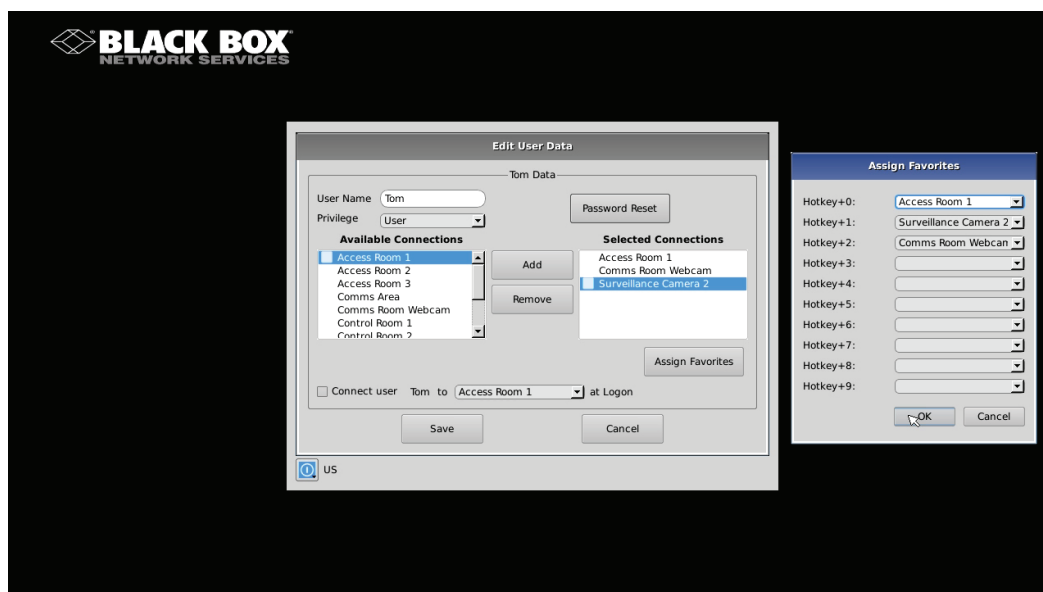 BLACK BOX
NETWORK SERVICES
Edit User Data
Tom Data
User Name Tom
Password Reset
Privilege User
Available Connections
Access Room 1
Access Room 2
Access Room 3
Comms Area
Comms Room Webcam
Control Room 1
Control Room 2
Add
Remove
Selected Connections
Access Room 1
Comms Room Webcam
Surveillance Camera 2
Assign Favorites
Connect user Tom to Access Room 1 at Logon
Save Cancel
US
Assign Favorites
Hotkey+0: Access Room 1
Hotkey+1: Surveillance Camera 2
Hotkey+2: Comms Room Webcan
Hotkey+3:
Hotkey+4:
Hotkey+5:
Hotkey+6:
Hotkey+7:
Hotkey+8:
Hotkey+9:
OK Cancel